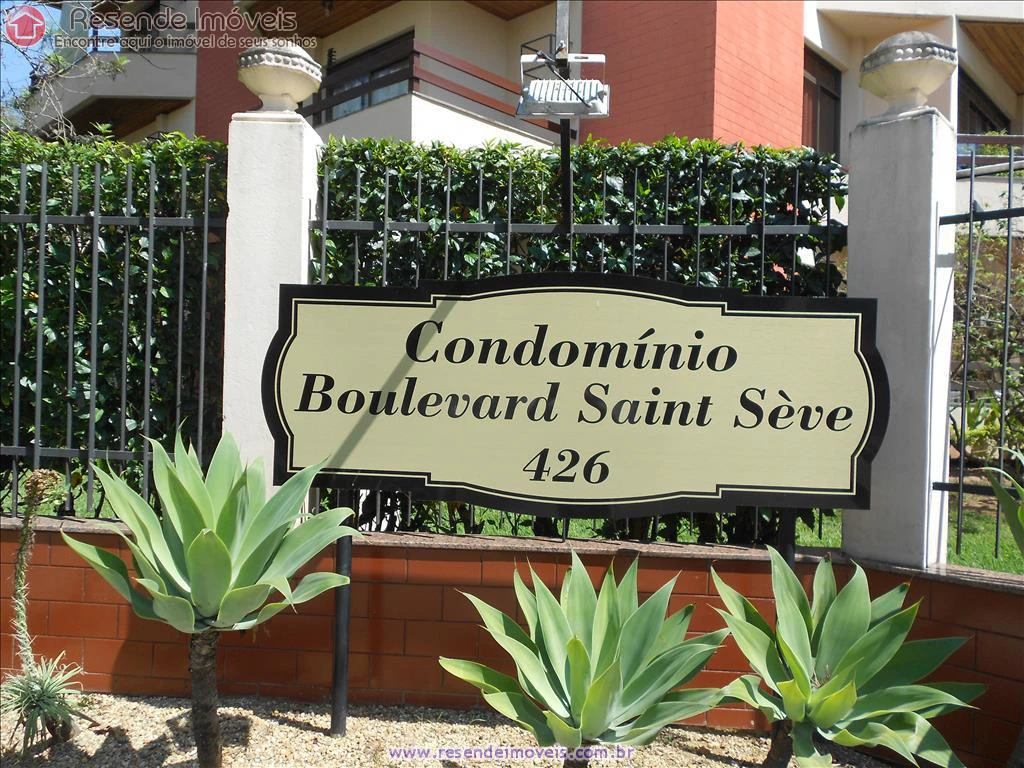 Resende Imóveis
Encontre aqui o imóvel de seus sonhos
Condomínio
Boulevard Saint Sève
426
www.resendeimoveis.com.br